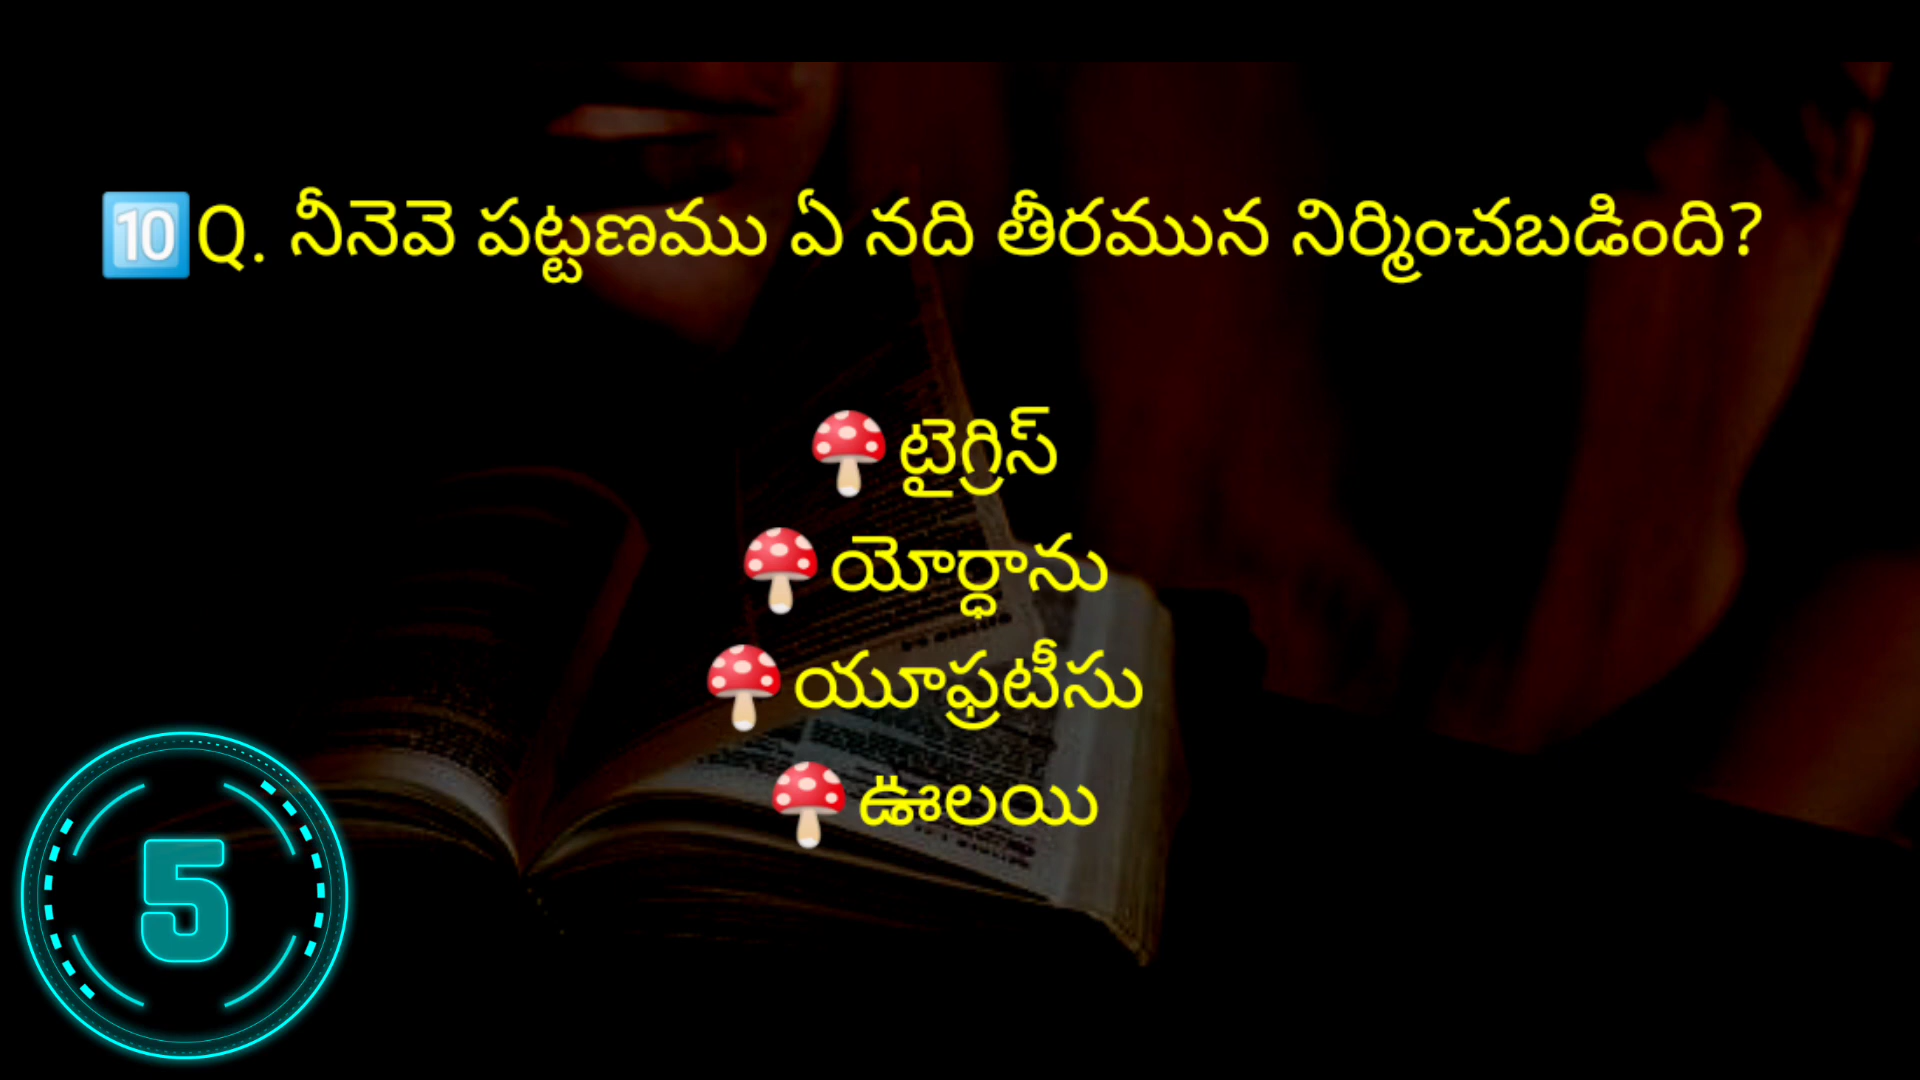 🔟Q. నీనెవె పట్టణము ఏ నది తీరమున నిర్మించబడింది?
🍄టైగ్రిస్
🍄యోర్ధాను
🍄యూఫ్రటీసు
🍄ఊలయి
5